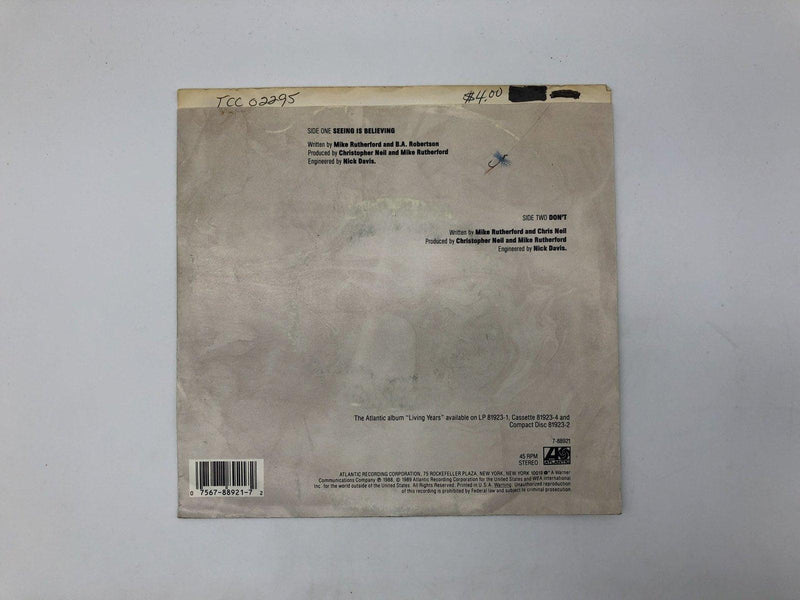 TCC 02295 $4.00
SIDE ONE SEEING IS BELIEVING
Written by Mike Rutherford and B.A. Robertson
Produced by Christopher Neil and Mike Rutherford
Engineered by Nick Davis.
SIDE TWO DON'T
Written by Mike Rutherford and Chris Neil
Produced by Christopher Neil and Mike Rutherford
Engineered by Nick Davis.
The Atlantic album "Living Years" available on LP 81923-1, Cassette 81923-4 and
Compact Disc 81923-2
7-88921
45 RPM
STEREO
ATLANTIC
ATLANTIC RECORDING CORPORATION, 75 ROCKEFELLER PLAZA, NEW YORK, NEW YORK 10019 A Warner
Communications Company ℗ 1988, © 1989 Atlantic Recording Corporation for the United States and WEA International
Inc. for the world outside of the United States. All Rights Reserved. Printed in U.S.A. Warning: Unauthorized reproduction
of this recording is prohibited by Federal law and subject to criminal prosecution.
0 7567-88921-7 2